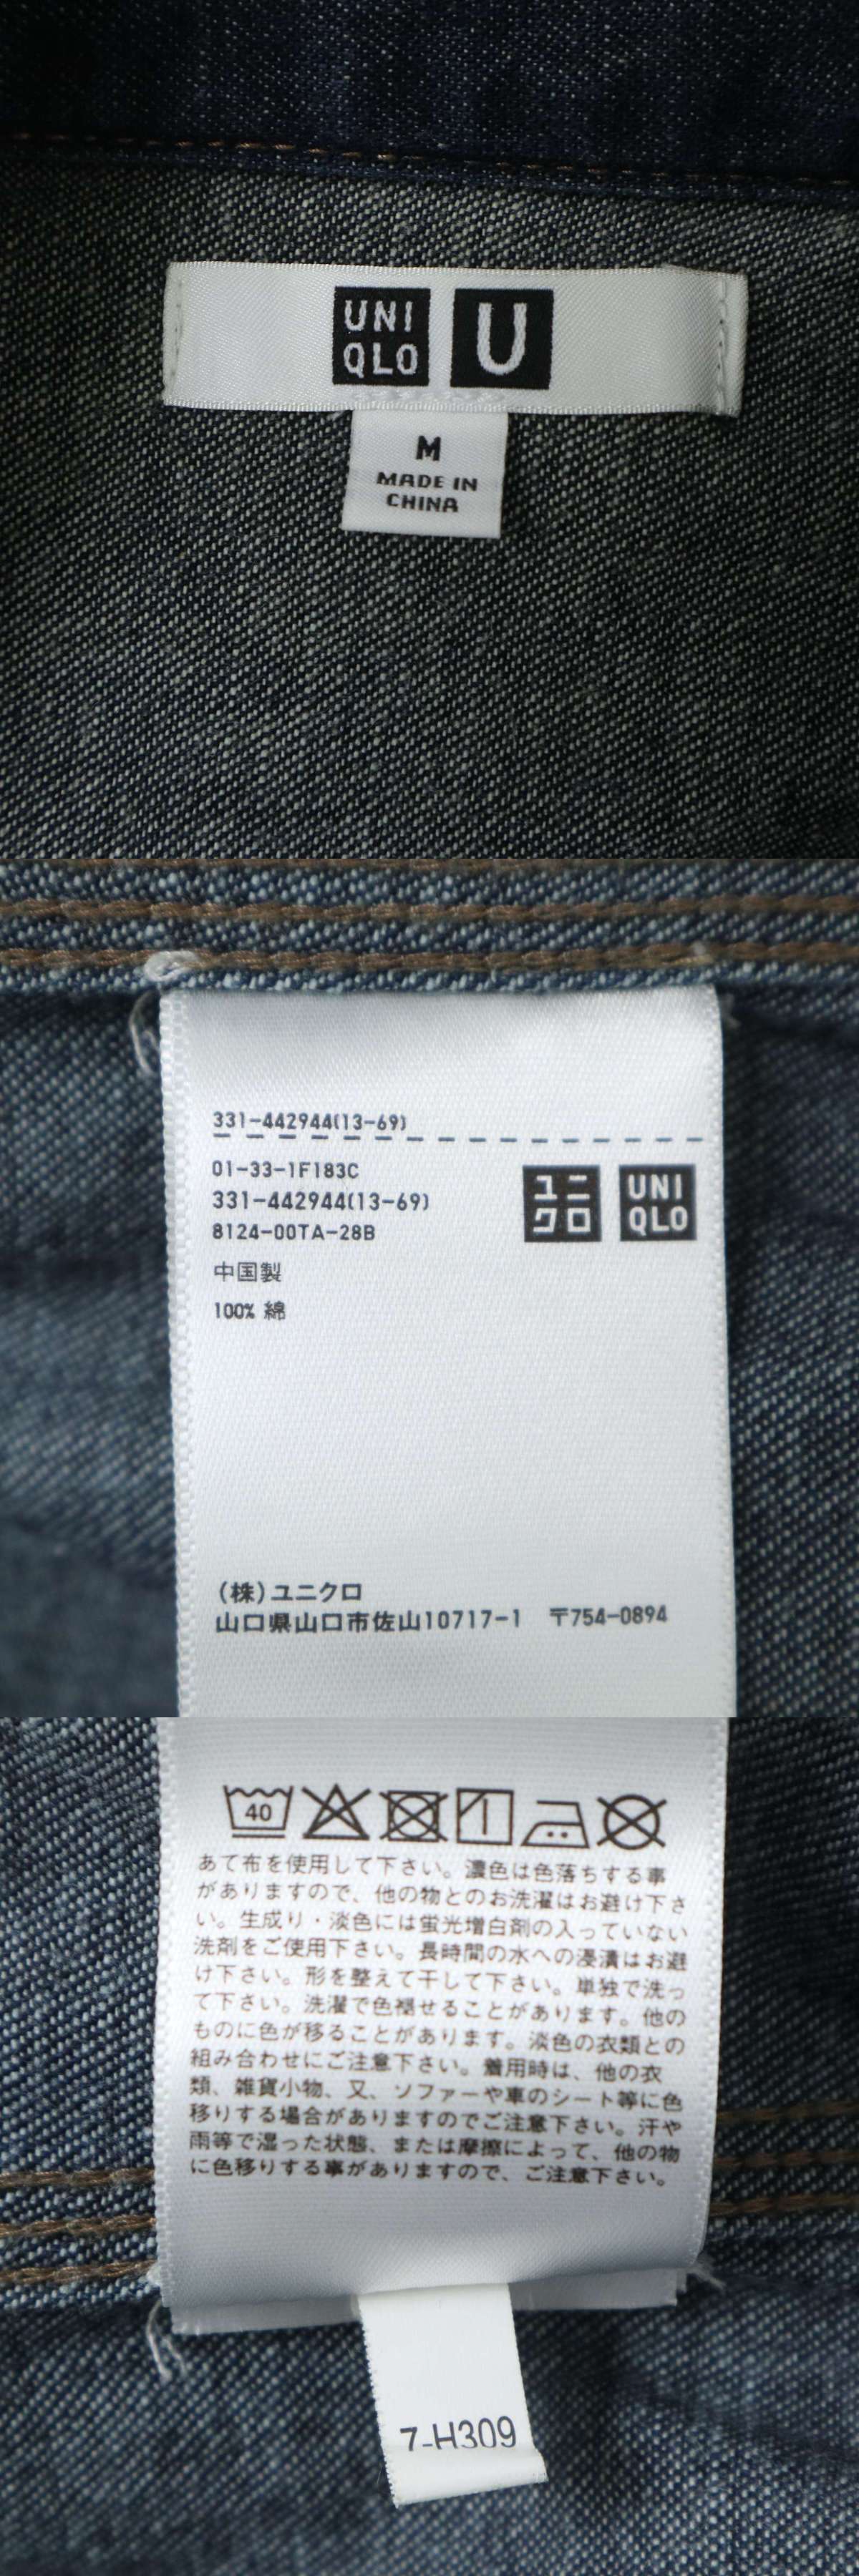 UNI
QLO
U
M
MADE IN
CHINA
331-442944(13-69)
01-33-1F183C
331-442944(13-69)
8124-00TA-28B
ユニ
クロ
UNI
QLO
中国製
100% 綿
(株)ユニクロ
山口県山口市佐山10717-1 〒754-0894
40
あて布を使用して下さい。濃色は色落ちする事
がありますので、他の物とのお洗濯はお避け下さ
い。生成り・淡色には蛍光増白剤の入っていない
洗剤をご使用下さい。長時間の水への浸漬はお避
け下さい。形を整えて干して下さい。単独で洗っ
て下さい。洗濯で色褪せることがあります。他の
ものに色が移ることがあります。淡色の衣類との
組み合わせにご注意下さい。着用時は、他の衣
類、雑貨小物、又、ソファーや車のシート等に色
移りする場合がありますのでご注意下さい。汗や
雨等で湿った状態、または摩擦によって、他の物
に色移りする事がありますので、ご注意下さい。
7-H309